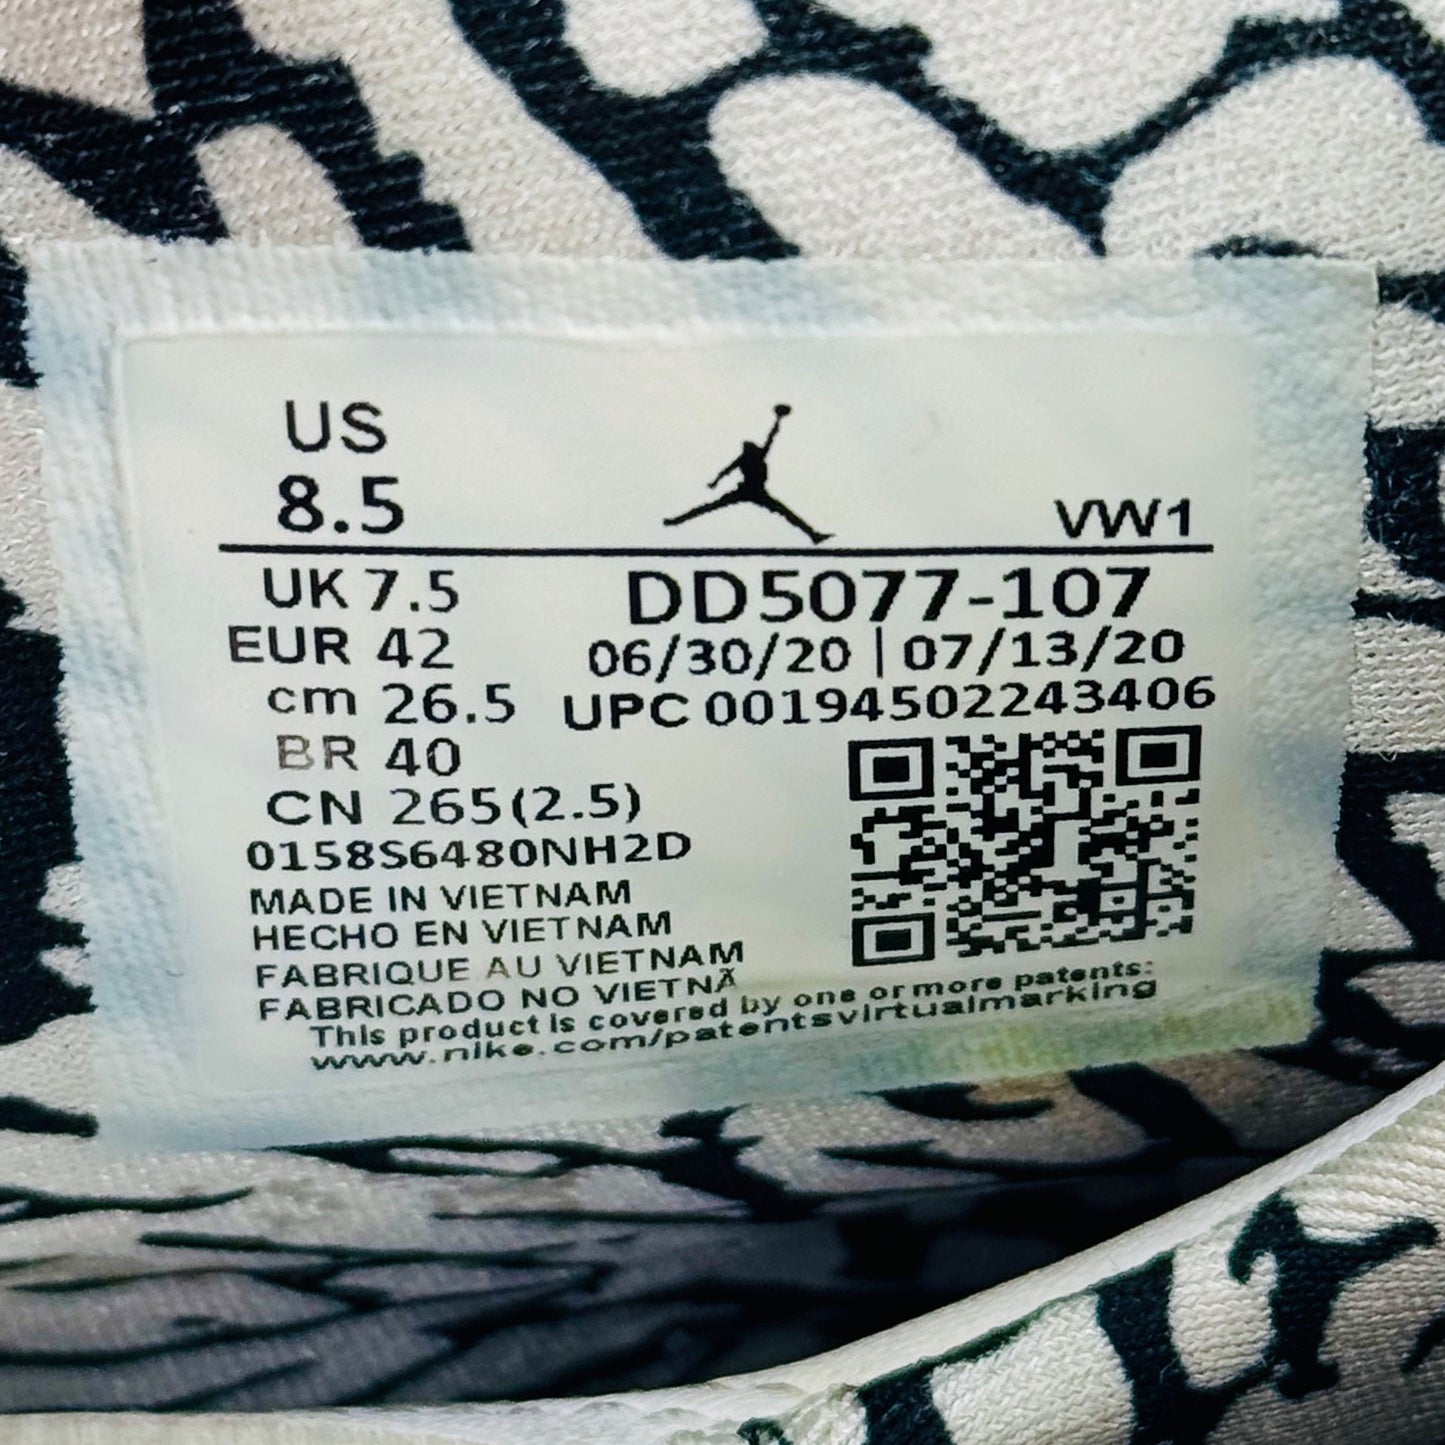 US
8.5
VW1
UK 7.5
DD5077-107
EUR 42
06/30/20 | 07/13/20
cm 26.5
UPC 00194502243406
BR 40
CN 265(2.5)
0158S6480NH2D
MADE IN VIETNAM
HECHO EN VIETNAM
FABRIQUE AU VIETNAM
FABRICADO NO VIETNÃ
This product is covered by one or more patents:
www.nike.com/patentsvirtualmarking